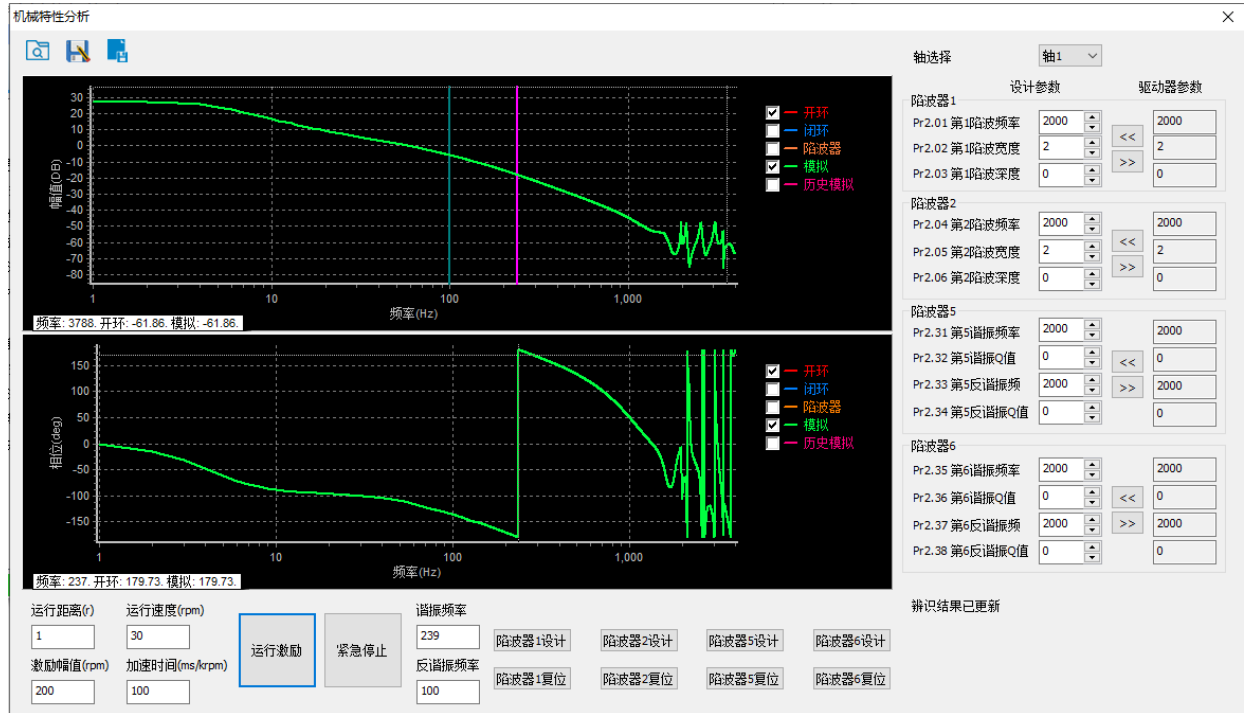 机械特性分析
轴选择 轴1
设计参数 驱动器参数
30
20
10
0
-10
-20
-30
-40
-50
-60
-70
-80
幅值(DB)
1 10 100 1,000
频率(Hz)
频率: 3788. 开环: -61.86. 模拟: -61.86.
开环
闭环
陷波器
模拟
历史模拟
150
100
50
0
-50
-100
-150
相位(deg)
1 10 100 1,000
频率(Hz)
频率: 237. 开环: 179.73. 模拟: 179.73.
开环
闭环
陷波器
模拟
历史模拟
陷波器1
Pr2.01 第1陷波频率 2000 2000
Pr2.02 第1陷波宽度 2 << 2
Pr2.03 第1陷波深度 0 >> 0
陷波器2
Pr2.04 第2陷波频率 2000 2000
Pr2.05 第2陷波宽度 2 << 2
Pr2.06 第2陷波深度 0 >> 0
陷波器5
Pr2.31 第5谐振频率 2000 2000
Pr2.32 第5谐振Q值 0 << 0
Pr2.33 第5反谐振频 2000 >> 2000
Pr2.34 第5反谐振Q值 0 0
陷波器6
Pr2.35 第6谐振频率 2000 2000
Pr2.36 第6谐振Q值 0 << 0
Pr2.37 第6反谐振频 2000 >> 2000
Pr2.38 第6反谐振Q值 0 0
辨识结果已更新
运行距离(r) 运行速度(rpm)
1 30
激励幅值(rpm) 加速时间(ms/krpm)
200 100
运行激励 紧急停止
谐振频率
239
反谐振频率
100
陷波器1设计 陷波器2设计 陷波器5设计 陷波器6设计
陷波器1复位 陷波器2复位 陷波器5复位 陷波器6复位